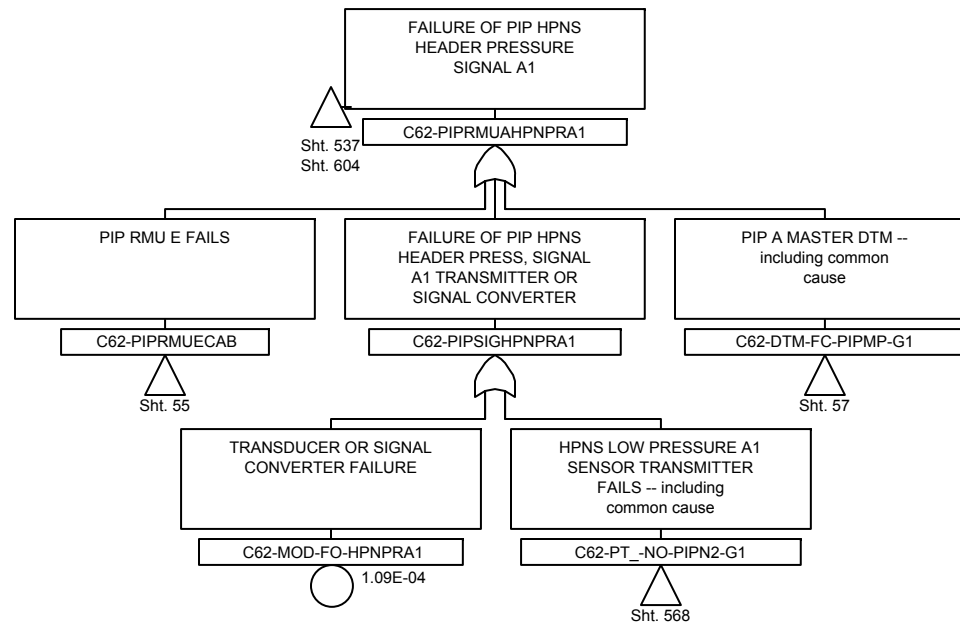 FAILURE OF PIP HPNS
HEADER PRESSURE
SIGNAL A1
Sht. 537
Sht. 604
C62-PIPRMUAHPNPRA1
PIP RMU E FAILS
C62-PIPRMUECAB
Sht. 55
FAILURE OF PIP HPNS
HEADER PRESS, SIGNAL
A1 TRANSMITTER OR
SIGNAL CONVERTER
C62-PIPSIGHPNPRA1
PIP A MASTER DTM --
including common
cause
C62-DTM-FC-PIPMP-G1
Sht. 57
TRANSDUCER OR SIGNAL
CONVERTER FAILURE
C62-MOD-FO-HPNPRA1
1.09E-04
HPNS LOW PRESSURE A1
SENSOR TRANSMITTER
FAILS -- including
common cause
C62-PT_-NO-PIPN2-G1
Sht. 568